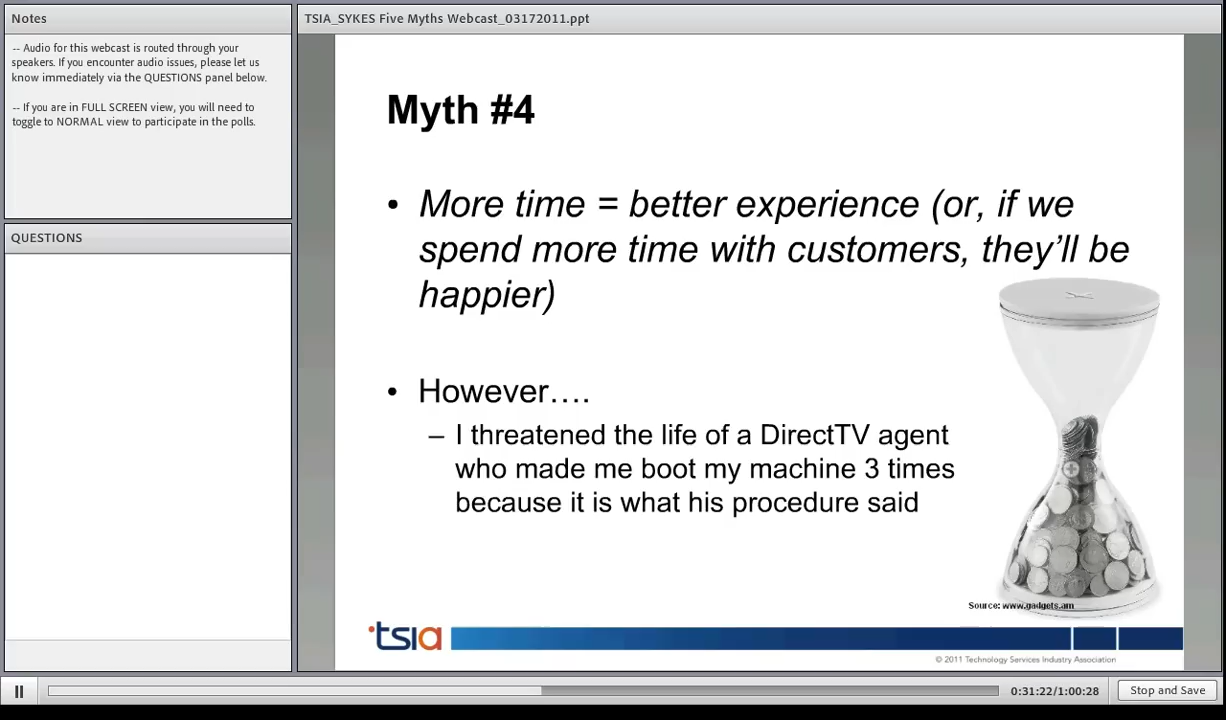 Notes
-- Audio for this webcast is routed through your
speakers. If you encounter audio issues, please let us
know immediately via the QUESTIONS panel below.
-- If you are in FULL SCREEN view, you will need to
toggle to NORMAL view to participate in the polls.
QUESTIONS
TSIA_SYKES Five Myths Webcast_03172011.ppt
Myth #4
• More time = better experience (or, if we
spend more time with customers, they’ll be
happier)
• However….
– I threatened the life of a DirectTV agent
who made me boot my machine 3 times
because it is what his procedure said
Source: www.gadgets.am
tsia
© 2011 Technology Services Industry Association
0:31:22/1:00:28
Stop and Save